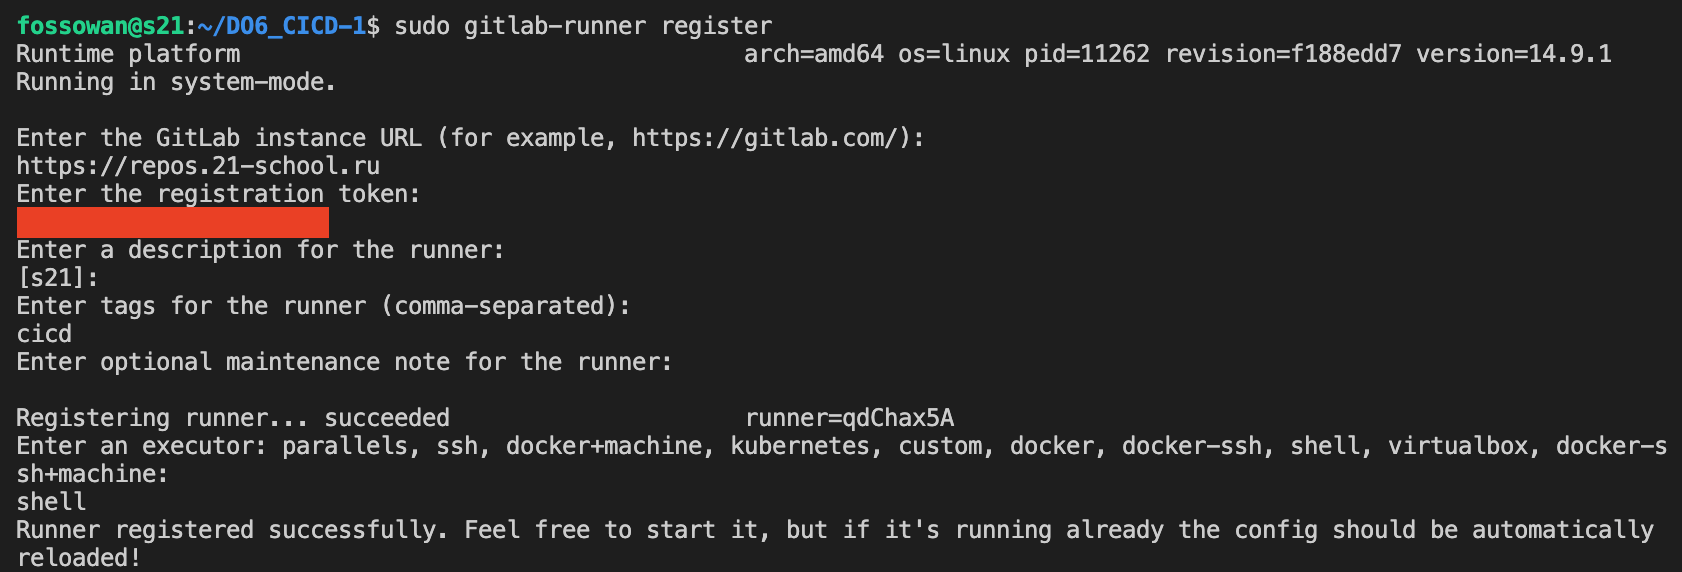 fossowan@s21:~/DO6_CICD-1$ sudo gitlab-runner register
Runtime platform                                    arch=amd64 os=linux pid=11262 revision=f188edd7 version=14.9.1
Running in system-mode.

Enter the GitLab instance URL (for example, https://gitlab.com/):
https://repos.21-school.ru
Enter the registration token:
Enter a description for the runner:
[s21]:
Enter tags for the runner (comma-separated):
cicd
Enter optional maintenance note for the runner:

Registering runner... succeeded                     runner=qdChax5A
Enter an executor: parallels, ssh, docker+machine, kubernetes, custom, docker, docker-ssh, shell, virtualbox, docker-s
sh+machine:
shell
Runner registered successfully. Feel free to start it, but if it's running already the config should be automatically
reloaded!